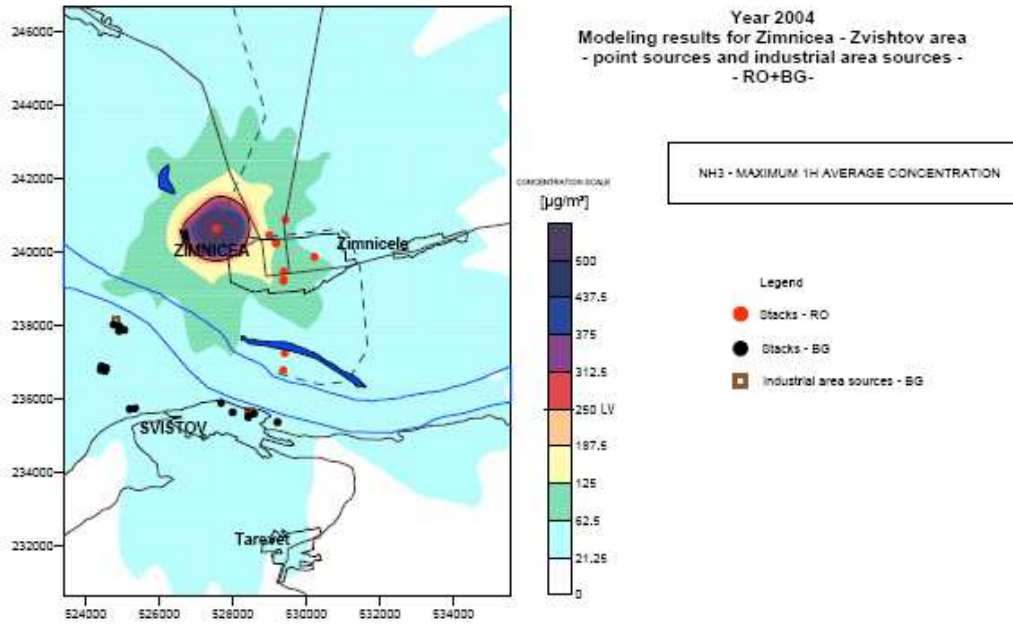 Year 2004
Modeling results for Zimnicea - Zvishtov area
- point sources and industrial area sources -
- RO+BG-
NH3 - MAXIMUM 1H AVERAGE CONCENTRATION
CONCENTRATION SCALE
[µg/m³]
500
437.5
375
312.5
250 LV
187.5
125
62.5
21.25
0
Legend
Stacks - RO
Stacks - BG
Industrial area sources - BG
246000
244000
242000
240000
238000
236000
234000
232000
ZIMNICEA
Zimnicele
SVISTOV
Tarevet
524000 526000 528000 530000 532000 534000